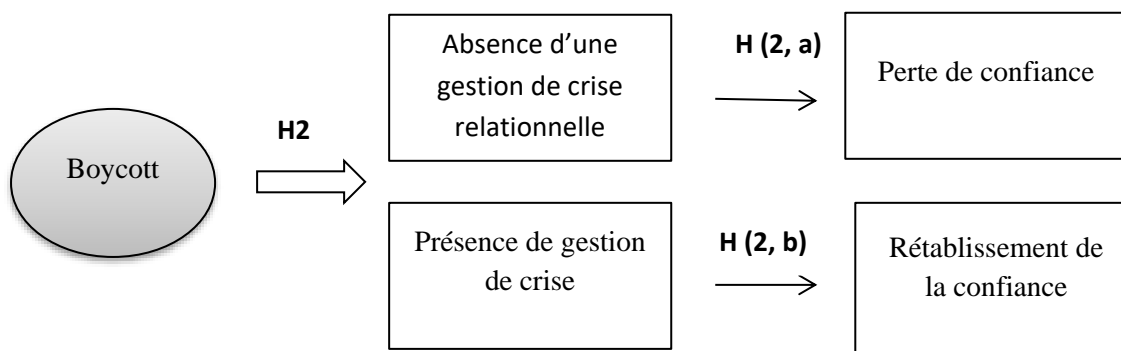 Boycott
H2
Absence d’une
gestion de crise
relationnelle
H (2, a)
Perte de confiance
Présence de gestion
de crise
H (2, b)
Rétablissement de
la confiance